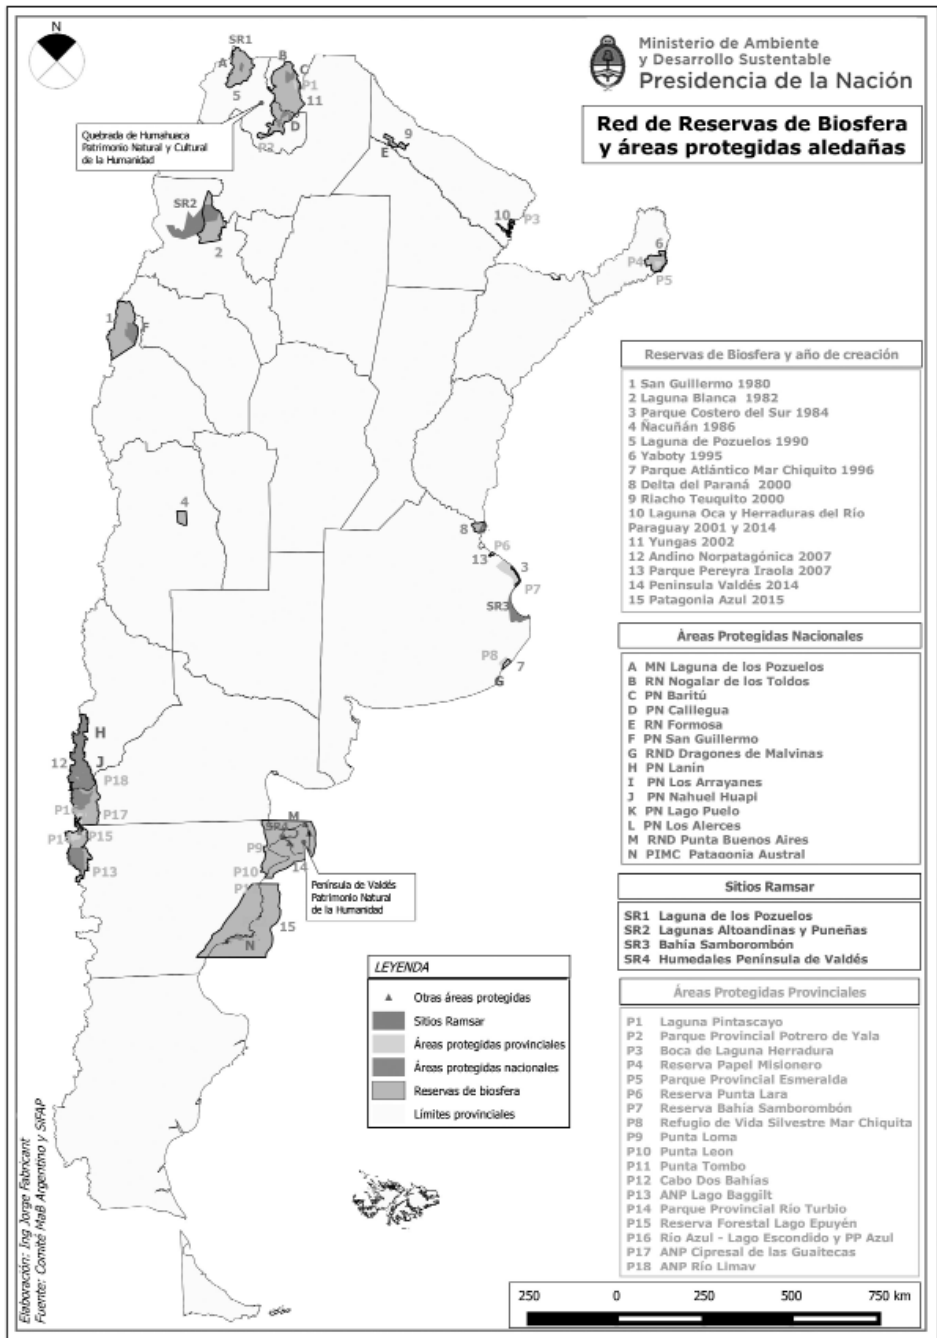 N
Ministerio de Ambiente
y Desarrollo Sustentable
Presidencia de la Nación
Red de Reservas de Biosfera
y áreas protegidas aledañas
SR1
A
5
B
C
P1
11
D
P2
Quebrada de Humahuaca
Patrimonio Natural y Cultural
de la Humanidad
9
E
SR2
2
10
P3
6
P4
P5
1
F
4
8
P6
13
3
P7
SR3
P8
7
G
H
12
J
P18
P16
P17
K
P15
P14
P13
M
SR4
P9
P10
14
Península de Valdés
Patrimonio Natural
de la Humanidad
15
N
Reservas de Biosfera y año de creación
1 San Guillermo 1980
2 Laguna Blanca 1982
3 Parque Costero del Sur 1984
4 Ñacuñán 1986
5 Laguna de Pozuelos 1990
6 Yaboty 1995
7 Parque Atlántico Mar Chiquito 1996
8 Delta del Paraná 2000
9 Riacho Teuquito 2000
10 Laguna Oca y Herraduras del Río
Paraguay 2001 y 2014
11 Yungas 2002
12 Andino Norpatagónica 2007
13 Parque Pereyra Iraola 2007
14 Península Valdés 2014
15 Patagonia Azul 2015
Àreas Protegidas Nacionales
A MN Laguna de los Pozuelos
B RN Nogalar de los Toldos
C PN Baritú
D PN Calilegua
E RN Formosa
F PN San Guillermo
G RND Dragones de Malvinas
H PN Lanín
I PN Los Arrayanes
J PN Nahuel Huapi
K PN Lago Puelo
L PN Los Alerces
M RND Punta Buenos Aires
N PIMC Patagonia Austral
Sitios Ramsar
SR1 Laguna de los Pozuelos
SR2 Lagunas Altoandinas y Puneñas
SR3 Bahía Samborombón
SR4 Humedales Península de Valdés
Áreas Protegidas Provinciales
P1 Laguna Pintascayo
P2 Parque Provincial Potrero de Yala
P3 Boca de Laguna Herradura
P4 Reserva Papel Misionero
P5 Parque Provincial Esmeralda
P6 Reserva Punta Lara
P7 Reserva Bahía Samborombón
P8 Refugio de Vida Silvestre Mar Chiquita
P9 Punta Loma
P10 Punta Leon
P11 Punta Tombo
P12 Cabo Dos Bahías
P13 ANP Lago Baggilt
P14 Parque Provincial Río Turbio
P15 Reserva Forestal Lago Epuyén
P16 Río Azul - Lago Escondido y PP Azul
P17 ANP Cipresal de las Guaitecas
P18 ANP Río Limay
LEYENDA
Otras áreas protegidas
Sitios Ramsar
Áreas protegidas provinciales
Áreas protegidas nacionales
Reservas de biosfera
Límites provinciales
Elaboración: Ing Jorge Fabricant
Fuente: Comité MaB Argentino y SIFAP
250 0 250 500 750 km